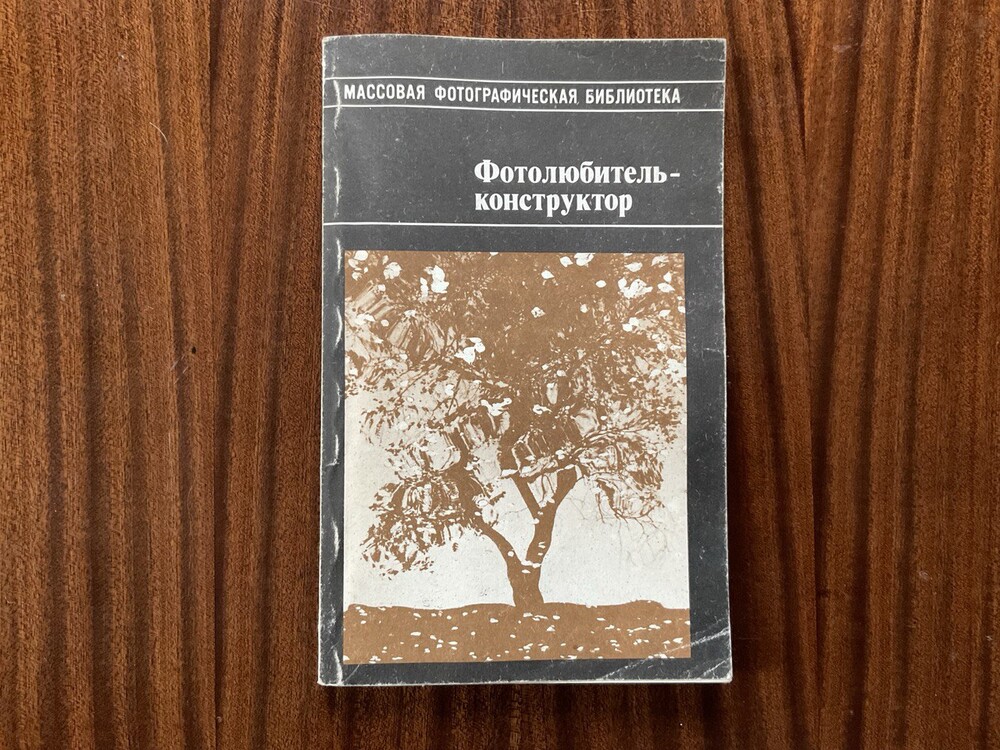 МАССОВАЯ ФОТОГРАФИЧЕСКАЯ БИБЛИОТЕКА
Фотолюбитель-
конструктор